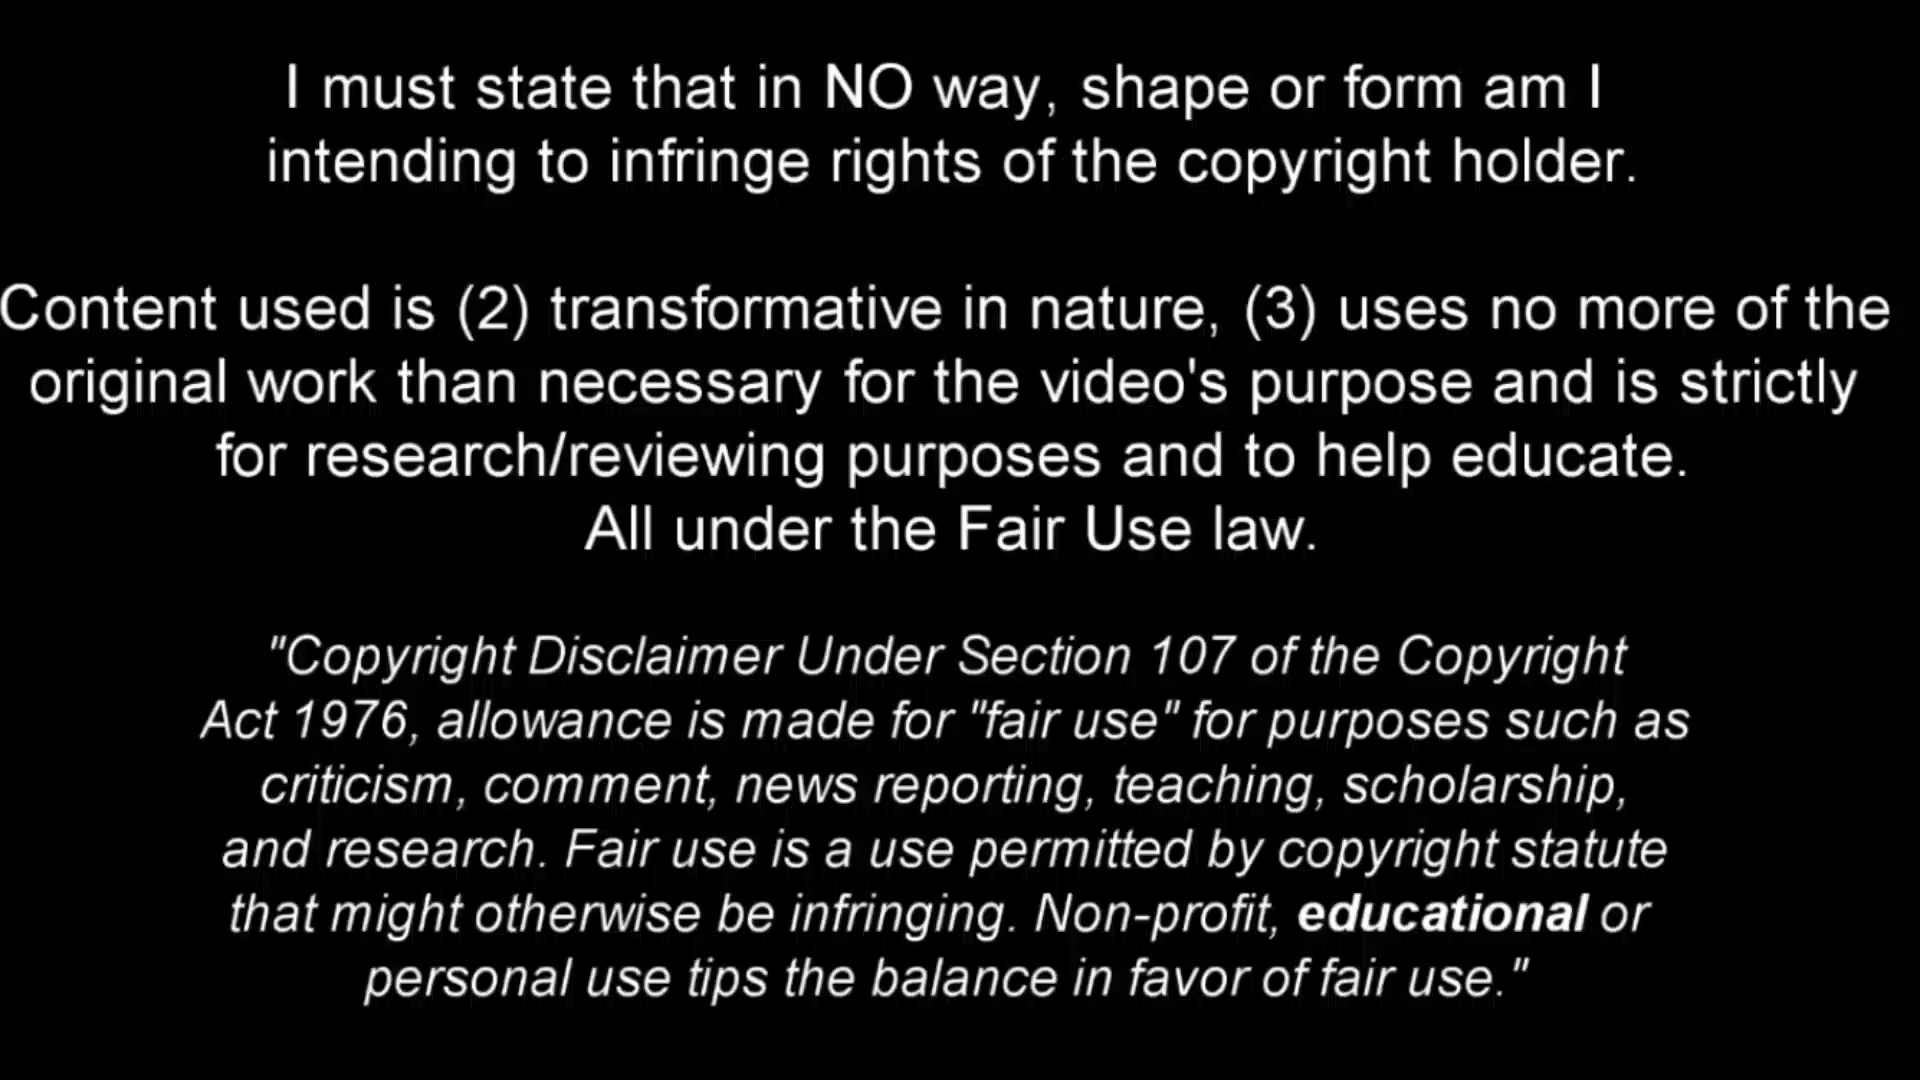 I must state that in NO way, shape or form am I
intending to infringe rights of the copyright holder.
Content used is (2) transformative in nature, (3) uses no more of the
original work than necessary for the video's purpose and is strictly
for research/reviewing purposes and to help educate.
All under the Fair Use law.
"Copyright Disclaimer Under Section 107 of the Copyright
Act 1976, allowance is made for "fair use" for purposes such as
criticism, comment, news reporting, teaching, scholarship,
and research. Fair use is a use permitted by copyright statute
that might otherwise be infringing. Non-profit, educational or
personal use tips the balance in favor of fair use."